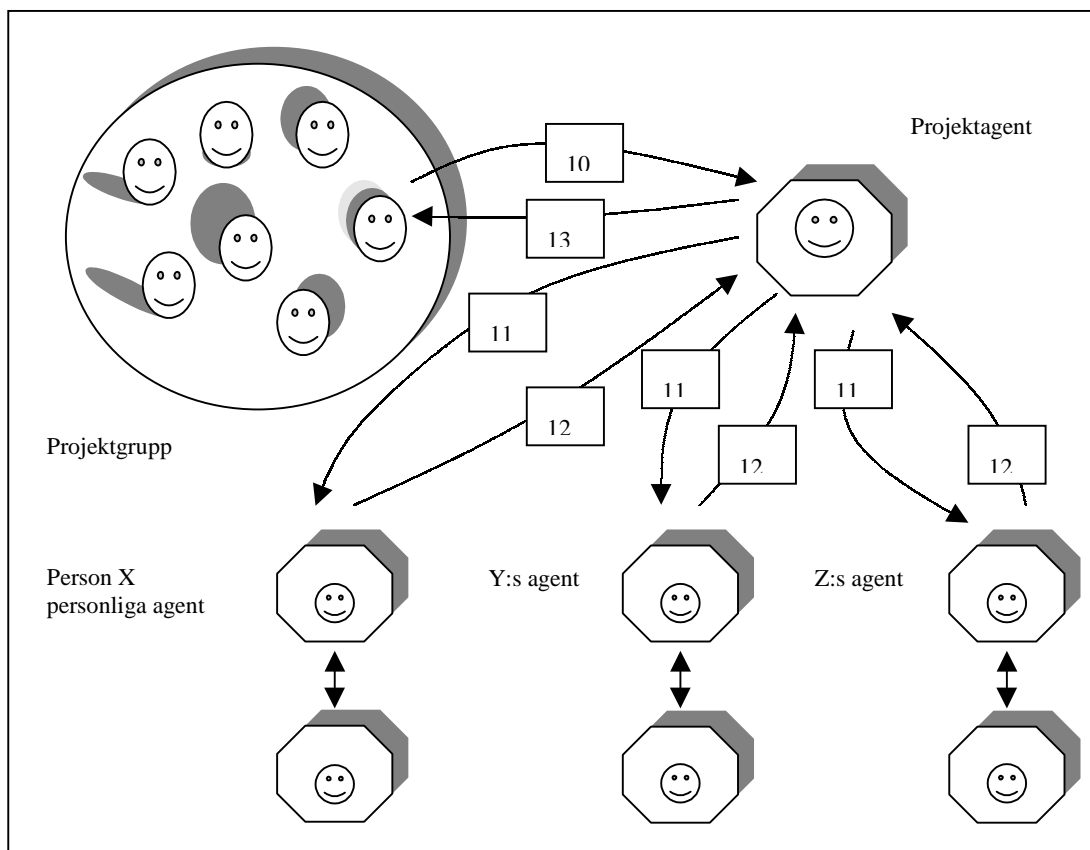 Projektagent
10
13
11
11
11
12
12
12
Projektgrupp
Person X
personliga agent
Y:s agent
Z:s agent